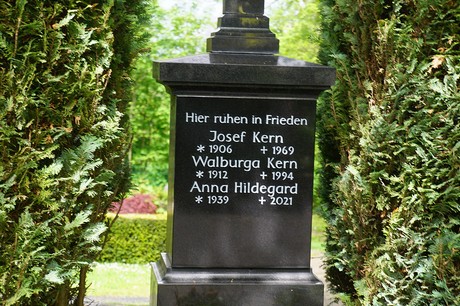 Hier ruhen in Frieden
Josef Kern
* 1906 + 1969
Walburga Kern
* 1912 + 1994
Anna Hildegard
* 1939 + 2021